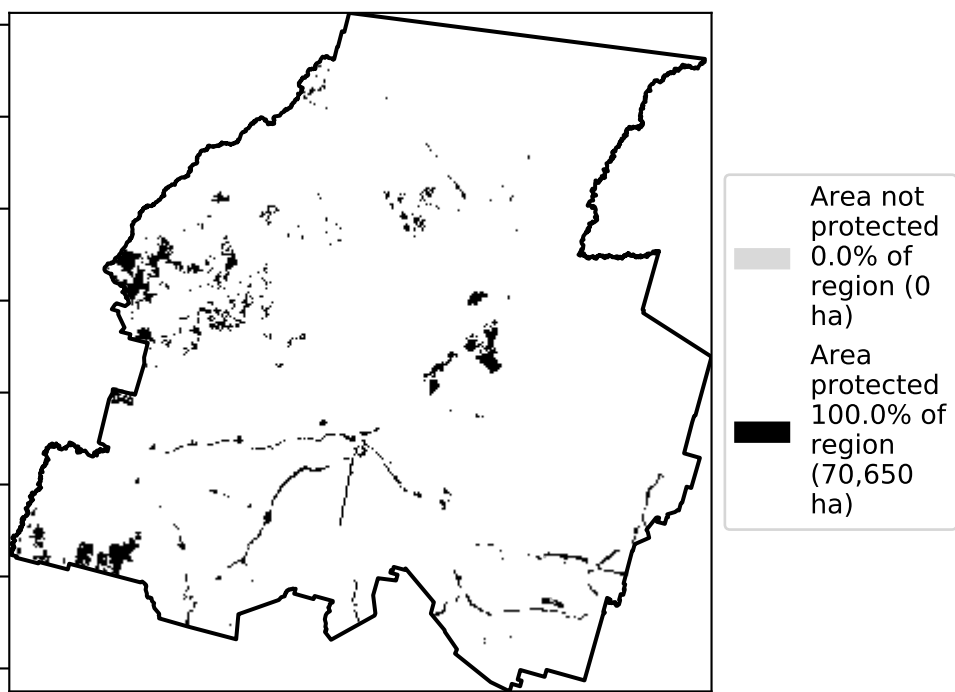 Area not
protected
0.0% of
region (0
ha)
Area
protected
100.0% of
region
(70,650
ha)